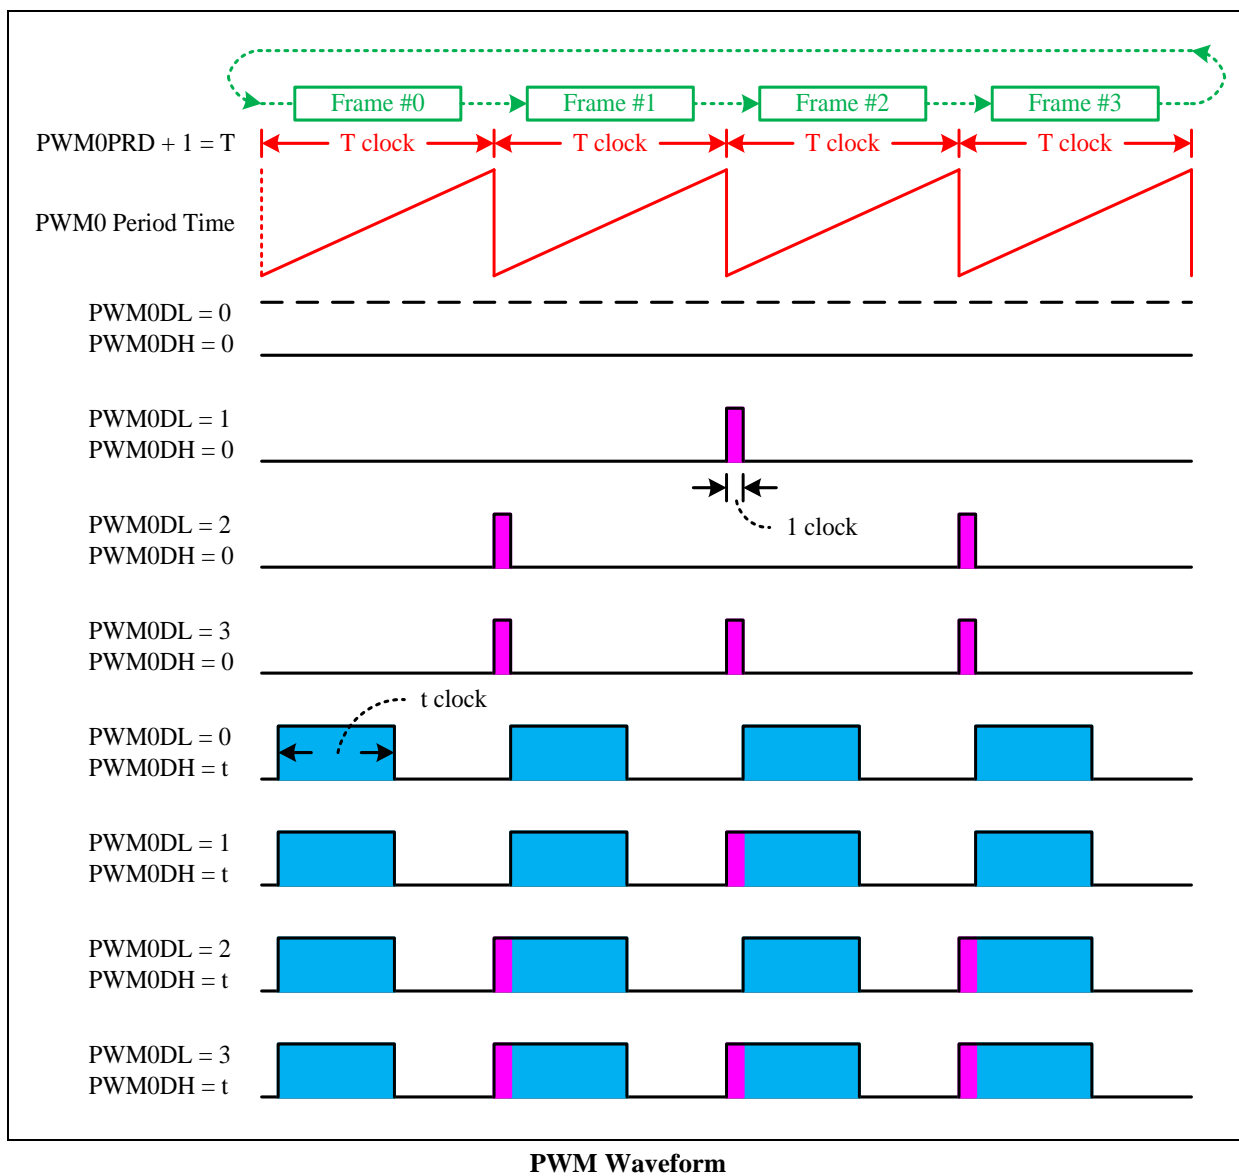 Frame #0 Frame #1 Frame #2 Frame #3
PWM0PRD + 1 = T T clock T clock T clock T clock
PWM0 Period Time
PWM0DL = 0
PWM0DH = 0
PWM0DL = 1
PWM0DH = 0
1 clock
PWM0DL = 2
PWM0DH = 0
PWM0DL = 3
PWM0DH = 0
t clock
PWM0DL = 0
PWM0DH = t
PWM0DL = 1
PWM0DH = t
PWM0DL = 2
PWM0DH = t
PWM0DL = 3
PWM0DH = t
PWM Waveform